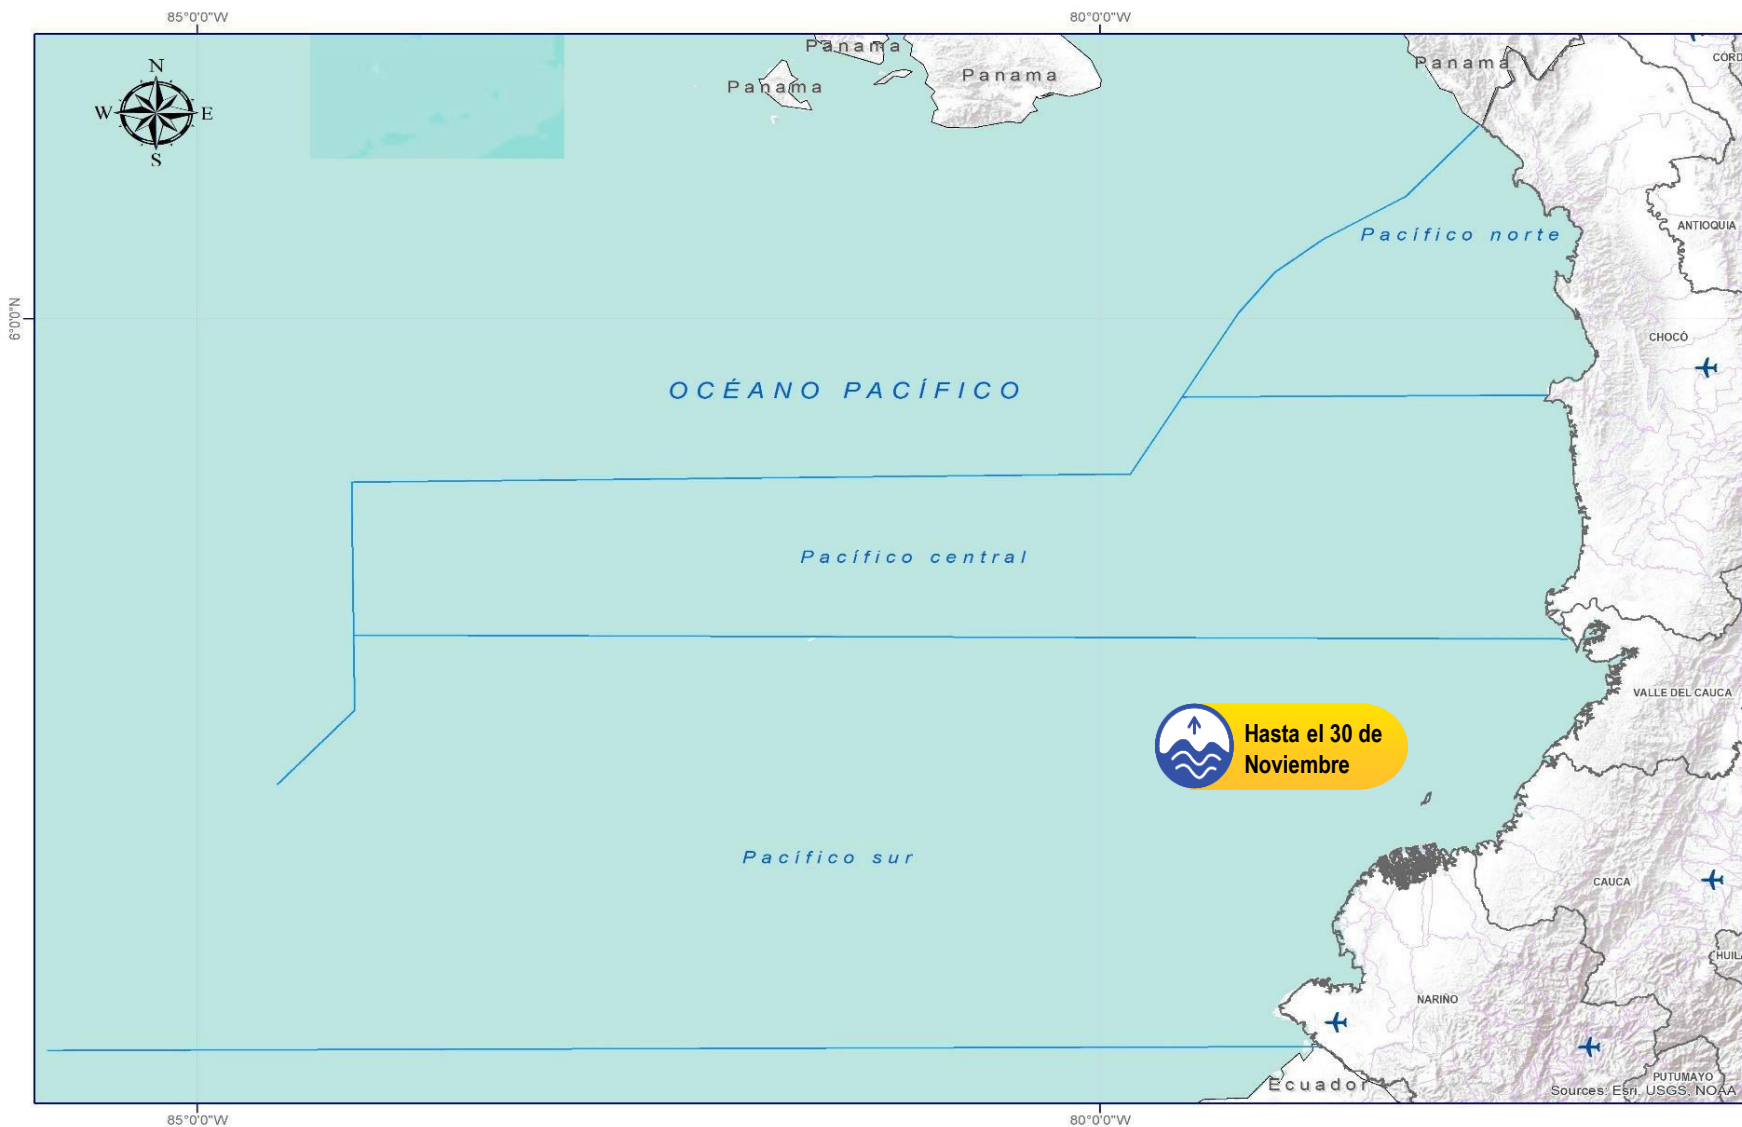 85°0'0"W
80°0'0"W
N
W
E
S
Panama
Panama
Panama
Panama
CÓRD
Pacífico norte
ANTIOQUIA
6°0'0"N
CHOCÓ
OCÉANO PACÍFICO
Pacífico central
VALLE DEL CAUCA
Hasta el 30 de
Noviembre
Pacífico sur
CAUCA
HUILA
NARIÑO
PUTUMAYO
Ecuador
Sources: Esri, USGS, NOAA
85°0'0"W
80°0'0"W